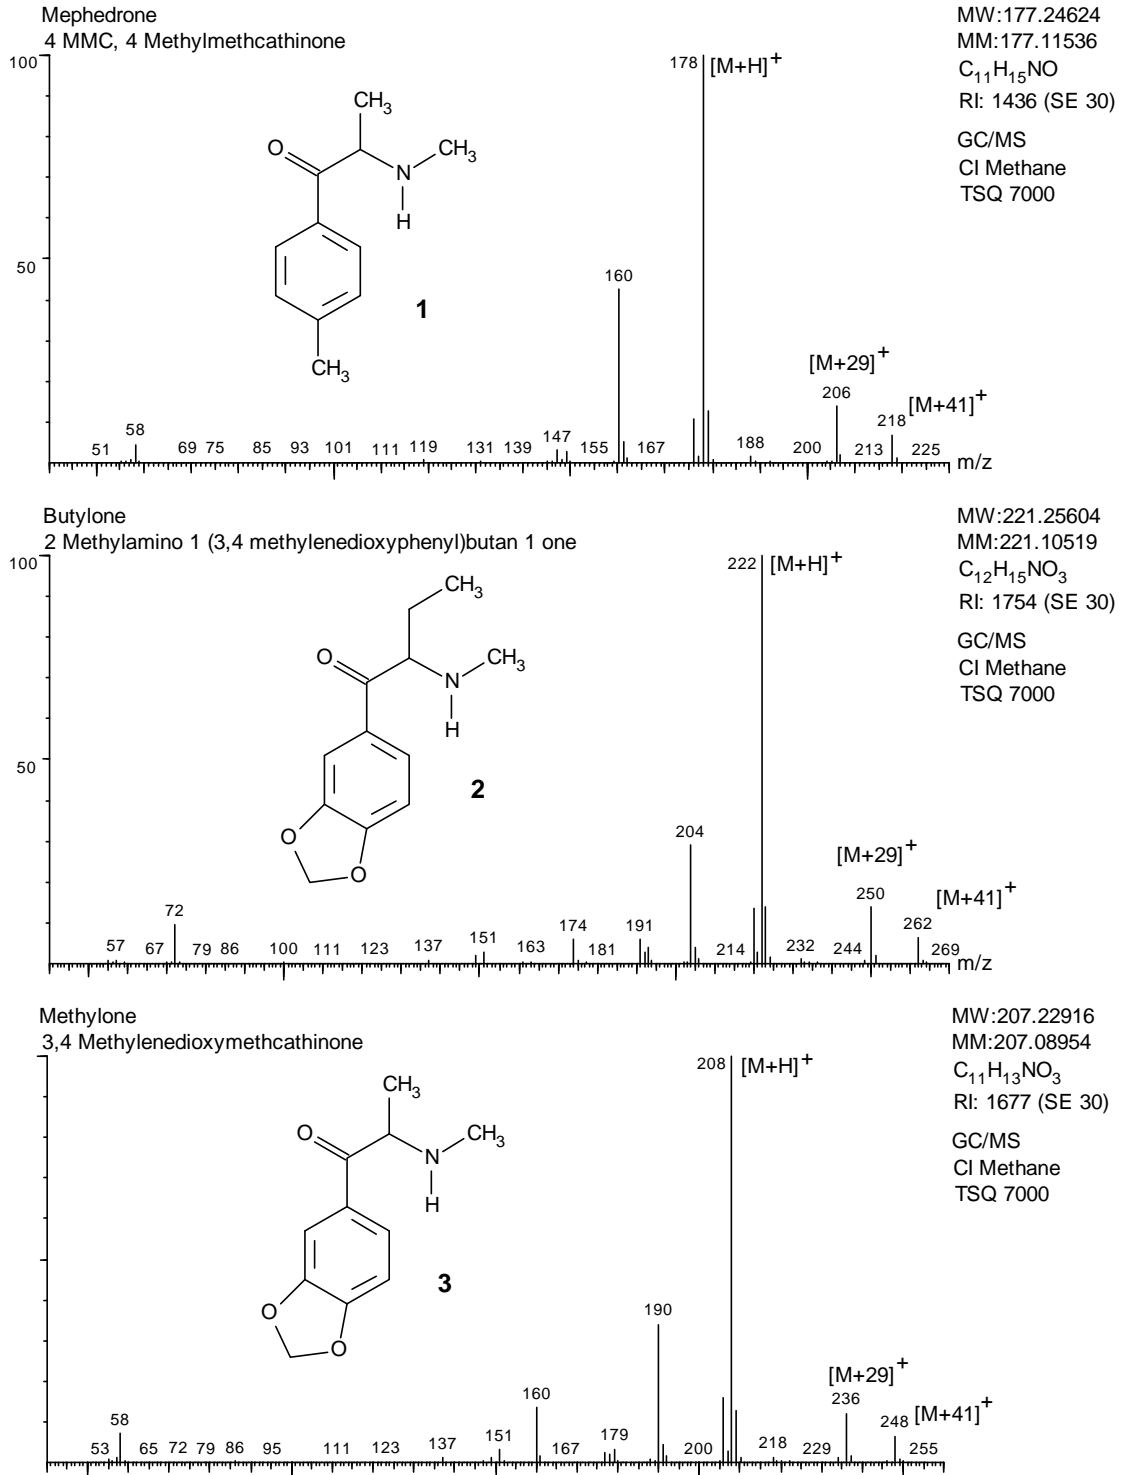 Mephedrone
4 MMC, 4 Methylmethcathinone
MW:177.24624
MM:177.11536
C₁₁H₁₅NO
RI: 1436 (SE 30)
GC/MS
CI Methane
TSQ 7000
100
178 [M+H]⁺
CH₃
O
N
CH₃
H
50
160
1
CH₃
[M+29]⁺
206
[M+41]⁺
218
51 58 69 75 85 93 101 111 119 131 139 147 155 167 188 200 213 225 m/z
Butylone
2 Methylamino 1 (3,4 methylenedioxyphenyl)butan 1 one
MW:221.25604
MM:221.10519
C₁₂H₁₅NO₃
RI: 1754 (SE 30)
GC/MS
CI Methane
TSQ 7000
100
222 [M+H]⁺
CH₃
O
N
CH₃
H
50
2
O
O
204
[M+29]⁺
250
[M+41]⁺
262
57 67 72 79 86 100 111 123 137 151 163 174 181 191 214 232 244 269 m/z
Methylone
3,4 Methylenedioxymethcathinone
MW:207.22916
MM:207.08954
C₁₁H₁₃NO₃
RI: 1677 (SE 30)
GC/MS
CI Methane
TSQ 7000
208 [M+H]⁺
CH₃
O
N
CH₃
H
3
O
O
190
160
[M+29]⁺
236
[M+41]⁺
248
53 58 65 72 79 86 95 111 123 137 151 167 179 200 218 229 255